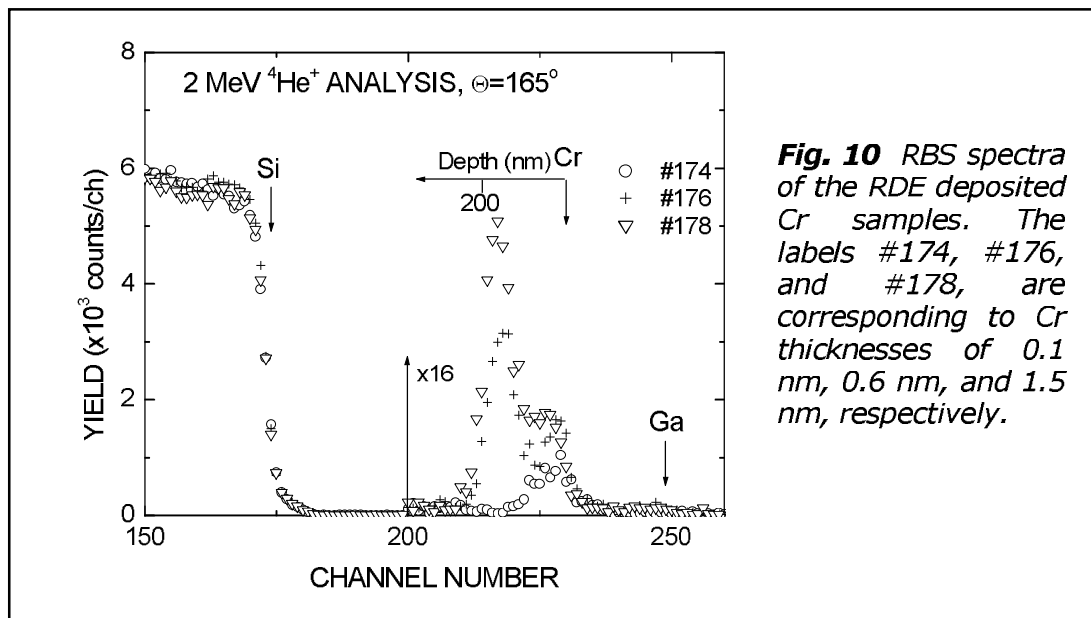 8
6
4
2
0
YIELD (x10³ counts/ch)
2 MeV ⁴He⁺ ANALYSIS, Θ=165°
Si
Depth (nm)
Cr
200
#174
#176
#178
x16
Ga
150
200
250
CHANNEL NUMBER
Fig. 10 RBS spectra
of the RDE deposited
Cr samples. The
labels #174, #176,
and #178, are
corresponding to Cr
thicknesses of 0.1
nm, 0.6 nm, and 1.5
nm, respectively.